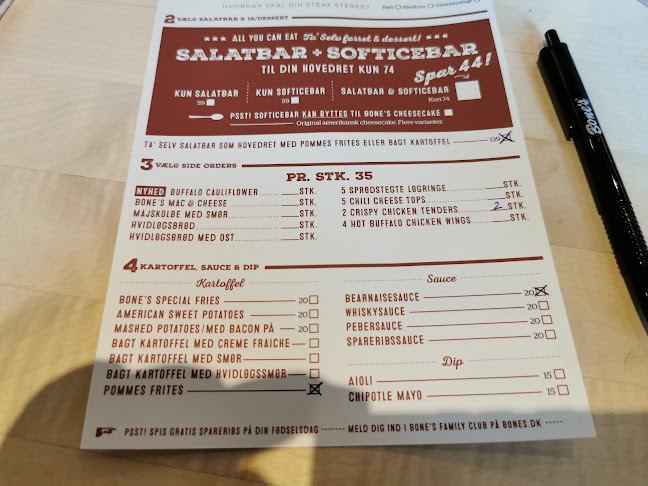 HVORDAN SKAL DIN STEAK STEGES?
Rød Medium Gennemstegt
2 VÆLG SALATBAR & IS/DESSERT
ALL YOU CAN EAT Ta' Selv forret & dessert!
SALATBAR + SOFTICEBAR
TIL DIN HOVEDRET KUN 74
Spar 44!
KUN SALATBAR
59
KUN SOFTICEBAR
59
SALATBAR & SOFTICEBAR
Kun 74
PSST! SOFTICEBAR KAN BYTTES TIL BONE'S CHEESECAKE
Original amerikansk cheesecake. Flere varianter.
TA' SELV SALATBAR SOM HOVEDRET MED POMMES FRITES ELLER BAGT KARTOFFEL 139
3 VÆLG SIDE ORDERS
PR. STK. 35
NYHED BUFFALO CAULIFLOWER STK.
BONE'S MAC & CHEESE STK.
MAJSKOLBE MED SMØR STK.
HVIDLØGSBRØD STK.
HVIDLØGSBRØD MED OST STK.
5 SPRØDSTEGTE LØGRINGE STK.
5 CHILI CHEESE TOPS STK.
2 CRISPY CHICKEN TENDERS 2 STK.
4 HOT BUFFALO CHICKEN WINGS STK.
4 KARTOFFEL, SAUCE & DIP
Kartoffel
BONE'S SPECIAL FRIES 20
AMERICAN SWEET POTATOES 20
MASHED POTATOES/MED BACON PÅ 20
BAGT KARTOFFEL MED CREME FRAICHE
BAGT KARTOFFEL MED SMØR
BAGT KARTOFFEL MED HVIDLØGSSMØR
POMMES FRITES
Sauce
BEARNAISESAUCE 20
WHISKYSAUCE 20
PEBERSAUCE 20
SPARERIBSSAUCE 20
Dip
AIOLI 15
CHIPOTLE MAYO 15
PSST! SPIS GRATIS SPARERIBS PÅ DIN FØDSELSDAG ------ MELD DIG IND I BONE'S FAMILY CLUB PÅ BONES.DK
Bone's